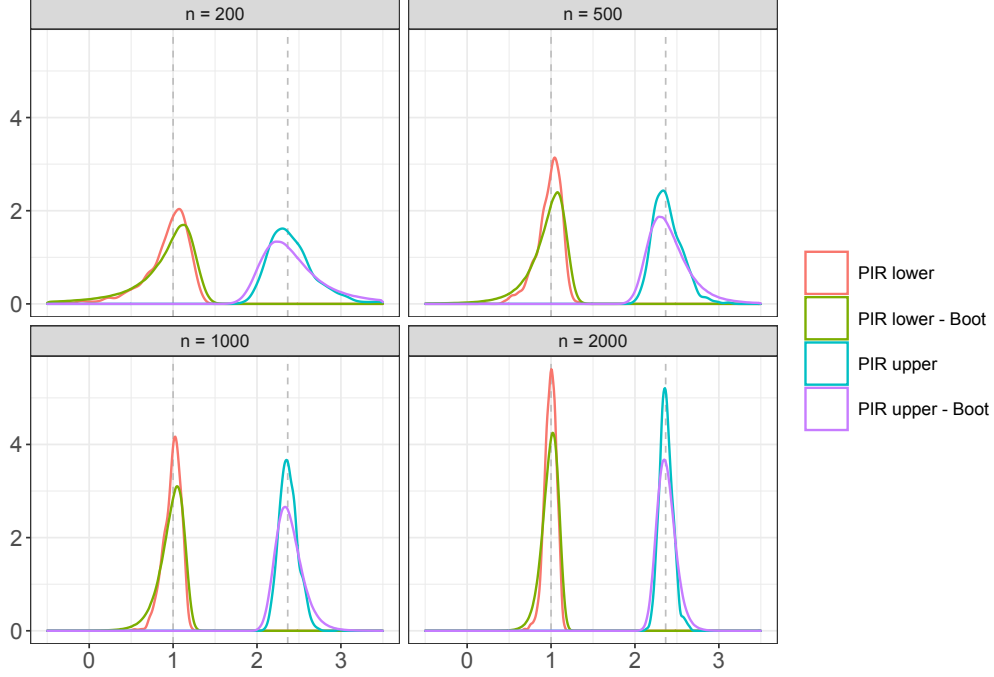 n = 200
n = 500
4
2
0
n = 1000
n = 2000
4
2
0
0 1 2 3
0 1 2 3
PIR lower
PIR lower - Boot
PIR upper
PIR upper - Boot